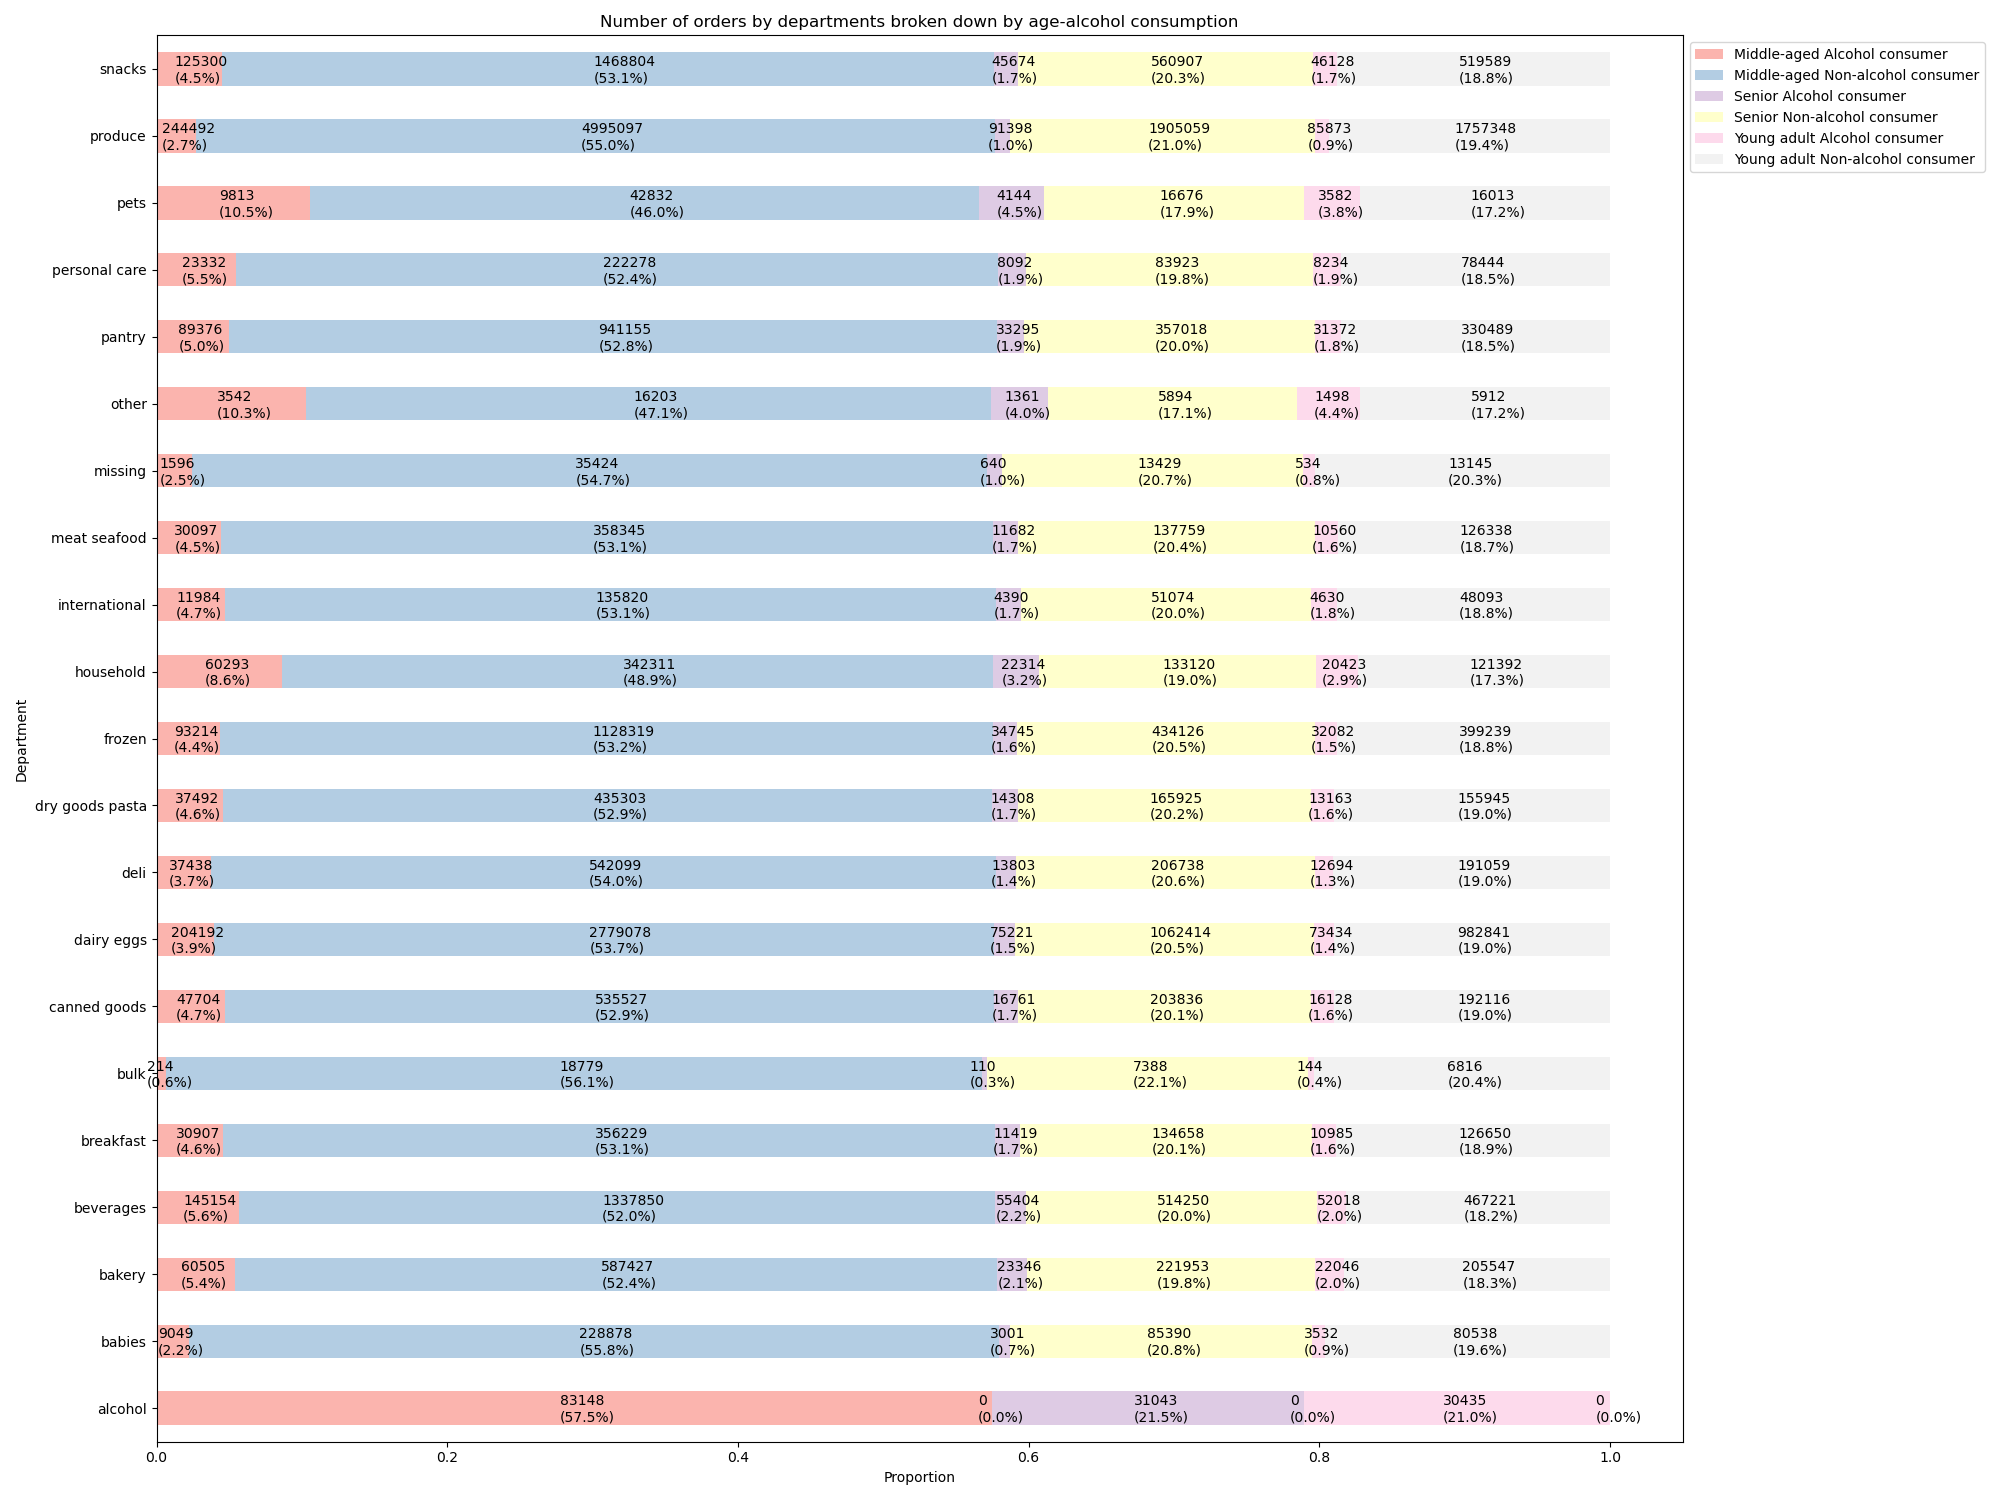 Number of orders by departments broken down by age-alcohol consumption
Middle-aged Alcohol consumer
Middle-aged Non-alcohol consumer
Senior Alcohol consumer
Senior Non-alcohol consumer
Young adult Alcohol consumer
Young adult Non-alcohol consumer
Department
snacks 125300 1468804 45674 560907 46128 519589
(4.5%) (53.1%) (1.7%) (20.3%) (1.7%) (18.8%)
produce 244492 4995097 91398 1905059 85873 1757348
(2.7%) (55.0%) (1.0%) (21.0%) (0.9%) (19.4%)
pets 9813 42832 4144 16676 3582 16013
(10.5%) (46.0%) (4.5%) (17.9%) (3.8%) (17.2%)
personal care 23332 222278 8092 83923 8234 78444
(5.5%) (52.4%) (1.9%) (19.8%) (1.9%) (18.5%)
pantry 89376 941155 33295 357018 31372 330489
(5.0%) (52.8%) (1.9%) (20.0%) (1.8%) (18.5%)
other 3542 16203 1361 5894 1498 5912
(10.3%) (47.1%) (4.0%) (17.1%) (4.4%) (17.2%)
missing 1596 35424 640 13429 534 13145
(2.5%) (54.7%) (1.0%) (20.7%) (0.8%) (20.3%)
meat seafood 30097 358345 11682 137759 10560 126338
(4.5%) (53.1%) (1.7%) (20.4%) (1.6%) (18.7%)
international 11984 135820 4390 51074 4630 48093
(4.7%) (53.1%) (1.7%) (20.0%) (1.8%) (18.8%)
household 60293 342311 22314 133120 20423 121392
(8.6%) (48.9%) (3.2%) (19.0%) (2.9%) (17.3%)
frozen 93214 1128319 34745 434126 32082 399239
(4.4%) (53.2%) (1.6%) (20.5%) (1.5%) (18.8%)
dry goods pasta 37492 435303 14308 165925 13163 155945
(4.6%) (52.9%) (1.7%) (20.2%) (1.6%) (19.0%)
deli 37438 542099 13803 206738 12694 191059
(3.7%) (54.0%) (1.4%) (20.6%) (1.3%) (19.0%)
dairy eggs 204192 2779078 75221 1062414 73434 982841
(3.9%) (53.7%) (1.5%) (20.5%) (1.4%) (19.0%)
canned goods 47704 535527 16761 203836 16128 192116
(4.7%) (52.9%) (1.7%) (20.1%) (1.6%) (19.0%)
bulk 214 18779 110 7388 144 6816
(0.6%) (56.1%) (0.3%) (22.1%) (0.4%) (20.4%)
breakfast 30907 356229 11419 134658 10985 126650
(4.6%) (53.1%) (1.7%) (20.1%) (1.6%) (18.9%)
beverages 145154 1337850 55404 514250 52018 467221
(5.6%) (52.0%) (2.2%) (20.0%) (2.0%) (18.2%)
bakery 60505 587427 23346 221953 22046 205547
(5.4%) (52.4%) (2.1%) (19.8%) (2.0%) (18.3%)
babies 9049 228878 3001 85390 3532 80538
(2.2%) (55.8%) (0.7%) (20.8%) (0.9%) (19.6%)
alcohol 83148 0 31043 0 30435 0
(57.5%) (0.0%) (21.5%) (0.0%) (21.0%) (0.0%)
0.0 0.2 0.4 0.6 0.8 1.0
Proportion